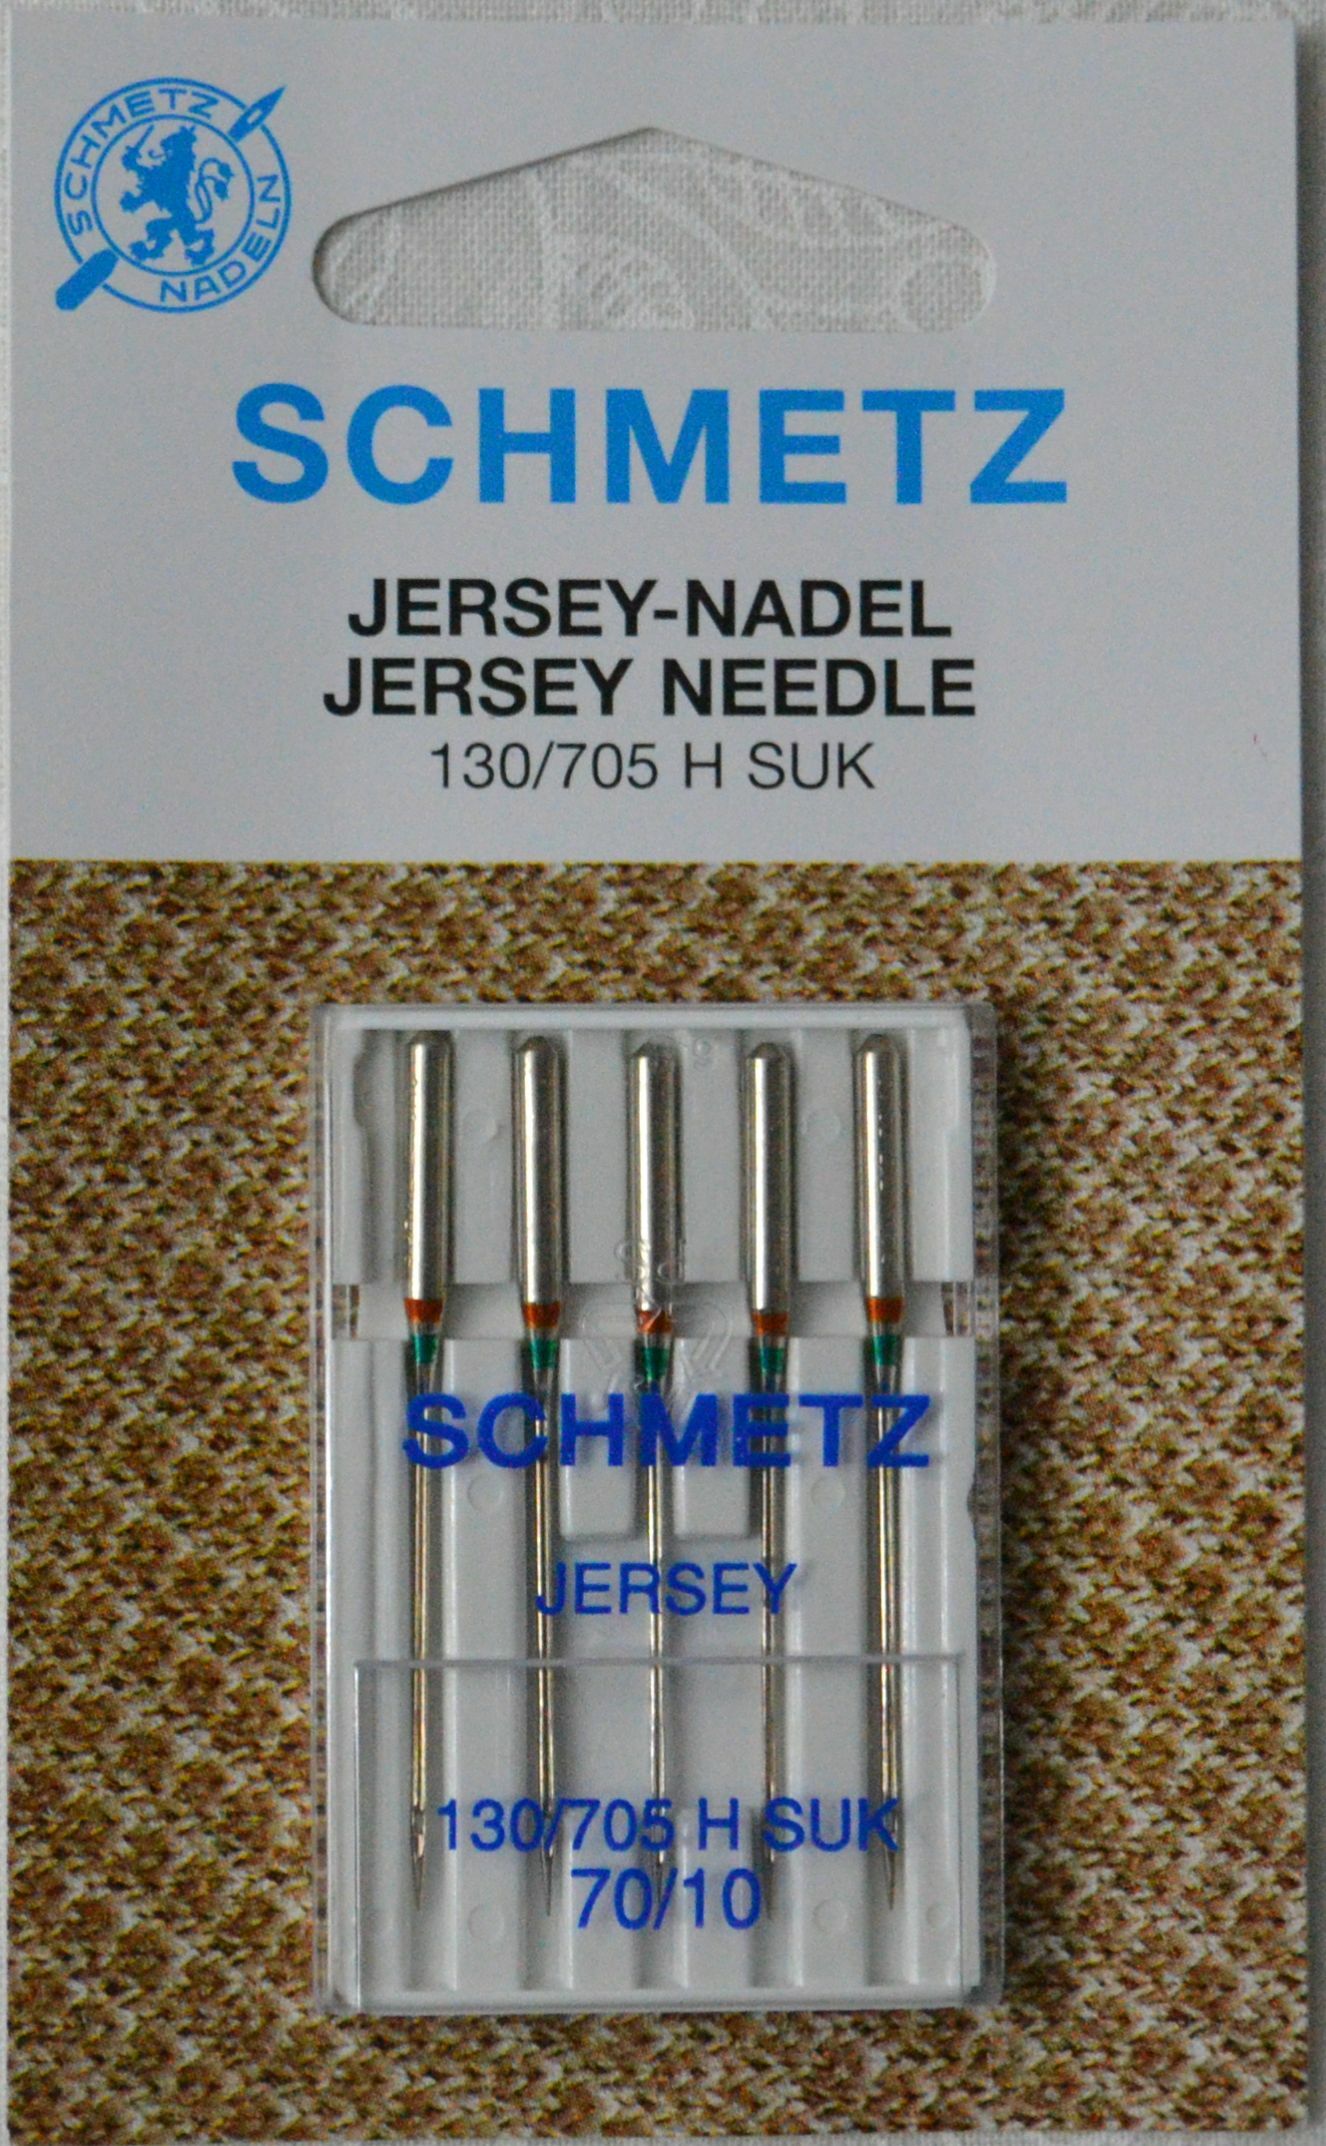 SCHMETZ
NADELN
SCHMETZ
JERSEY-NADEL
JERSEY NEEDLE
130/705 H SUK
SCHMETZ
JERSEY
130/705 H SUK
70/10